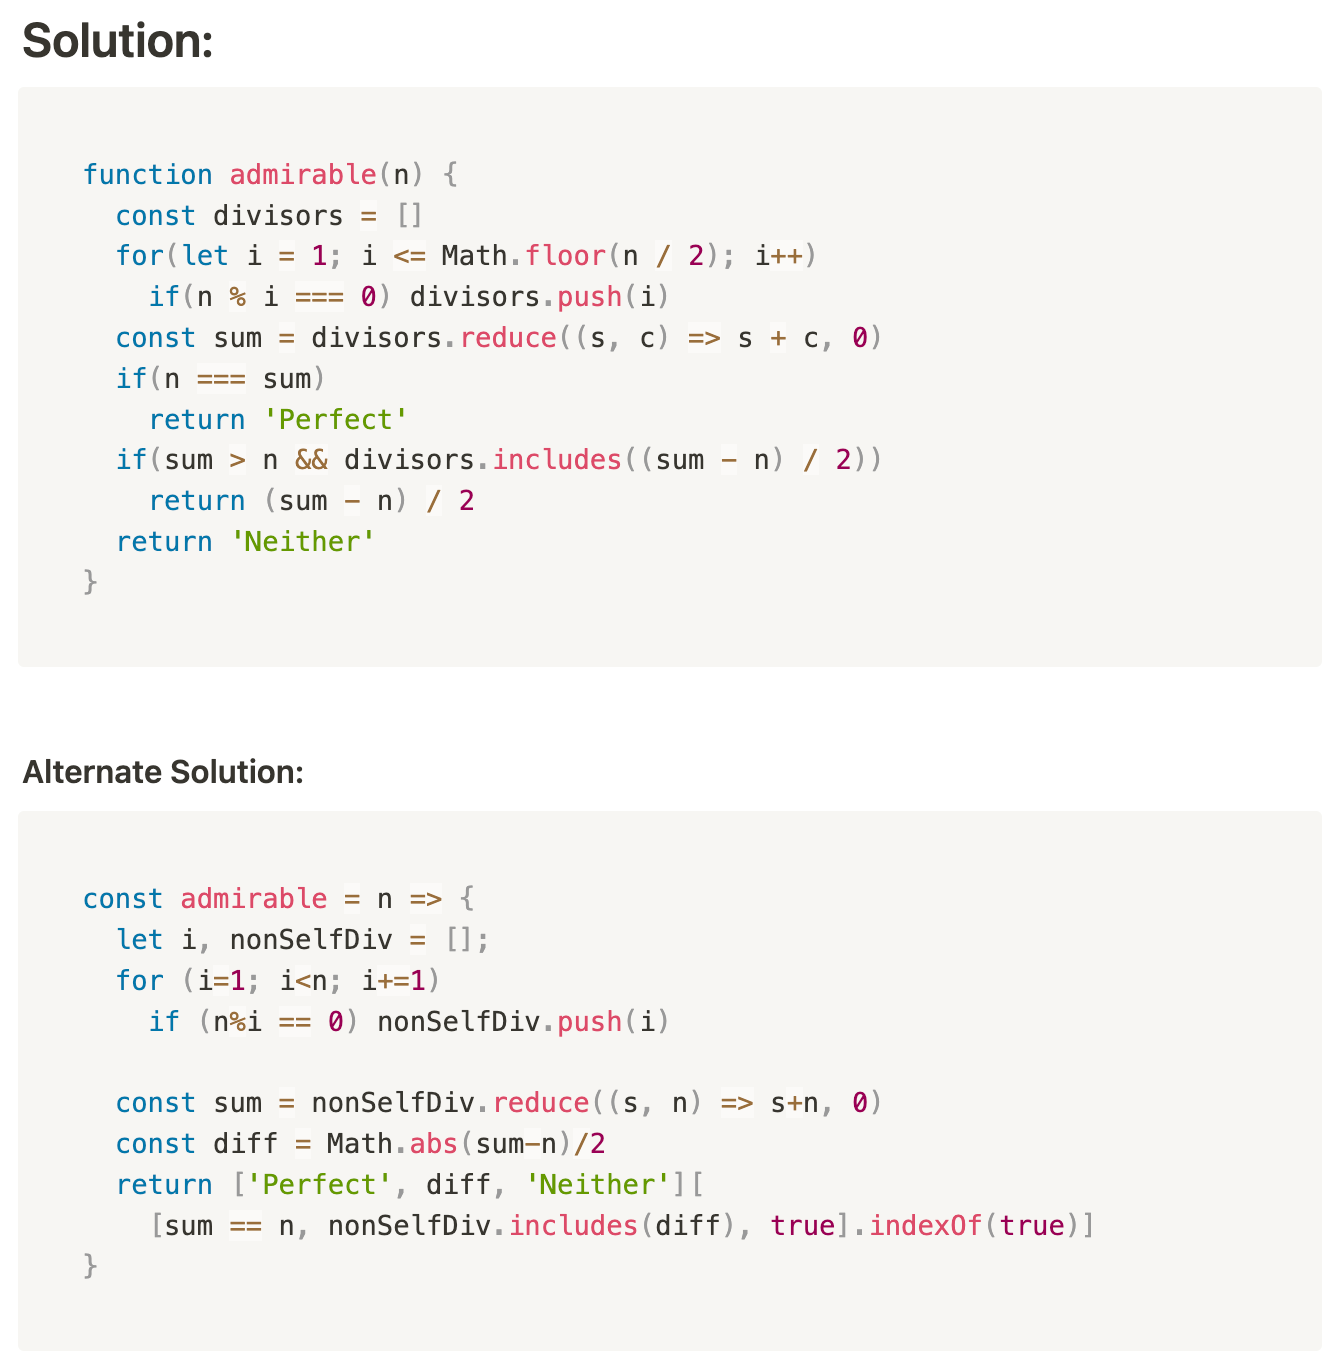 Solution:
function admirable(n) {
  const divisors = []
  for(let i = 1; i <= Math.floor(n / 2); i++)
    if(n % i === 0) divisors.push(i)
  const sum = divisors.reduce((s, c) => s + c, 0)
  if(n === sum)
    return 'Perfect'
  if(sum > n && divisors.includes((sum - n) / 2))
    return (sum - n) / 2
  return 'Neither'
}
Alternate Solution:
const admirable = n => {
  let i, nonSelfDiv = [];
  for (i=1; i<n; i+=1)
    if (n%i == 0) nonSelfDiv.push(i)
  const sum = nonSelfDiv.reduce((s, n) => s+n, 0)
  const diff = Math.abs(sum-n)/2
  return ['Perfect', diff, 'Neither'][
    [sum == n, nonSelfDiv.includes(diff), true].indexOf(true)]
}